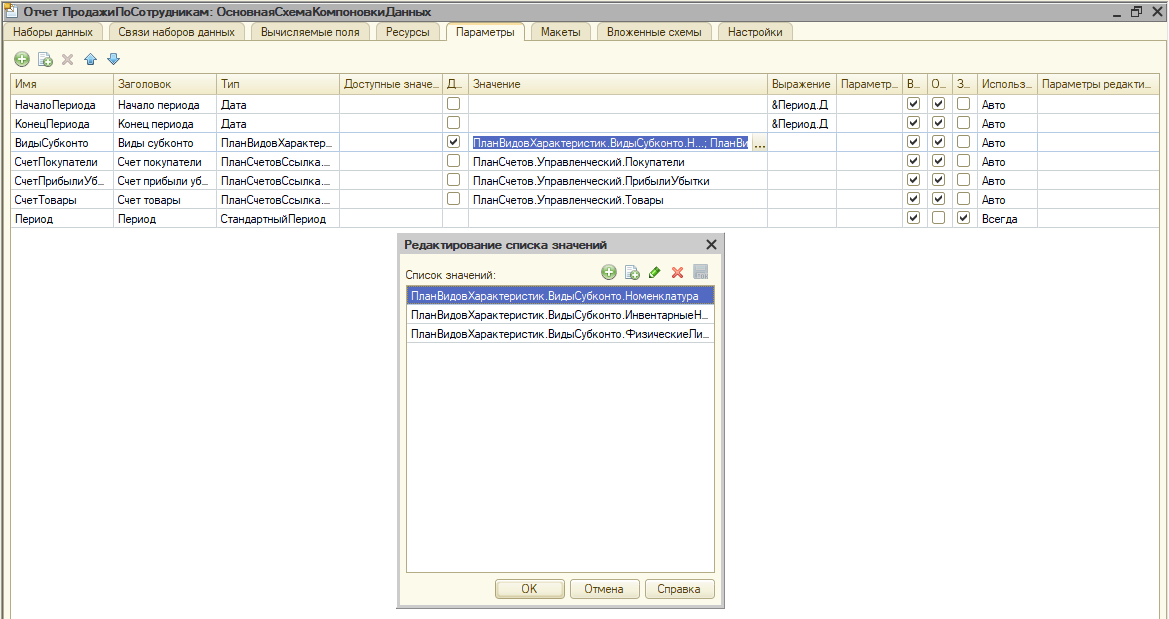 Отчет ПродажиПоСотрудникам: ОсновнаяСхемаКомпоновкиДанных
Наборы данных Связи наборов данных Вычисляемые поля Ресурсы Параметры Макеты Вложенные схемы Настройки
Имя Заголовок Тип Доступные значе... Д... Значение Выражение Параметр... В... О... З... Использ... Параметры редакти...
НачалоПериода Начало периода Дата &Период.Д Авто
КонецПериода Конец периода Дата &Период.Д Авто
ВидыСубконто Виды субконто ПланВидовХарактер... ПланВидовХарактеристик.ВидыСубконто.Н...; ПланВи ... Авто
СчетПокупатели Счет покупатели ПланСчетовСсылка.... ПланСчетов.Управленческий.Покупатели Авто
СчетПрибылиУб... Счет прибыли уб... ПланСчетовСсылка.... ПланСчетов.Управленческий.ПрибылиУбытки Авто
СчетТовары Счет товары ПланСчетовСсылка.... ПланСчетов.Управленческий.Товары Авто
Период Период СтандартныйПериод Всегда
Редактирование списка значений
Список значений:
ПланВидовХарактеристик.ВидыСубконто.Номенклатура
ПланВидовХарактеристик.ВидыСубконто.ИнвентарныеН...
ПланВидовХарактеристик.ВидыСубконто.ФизическиеЛи...
ОК Отмена Справка